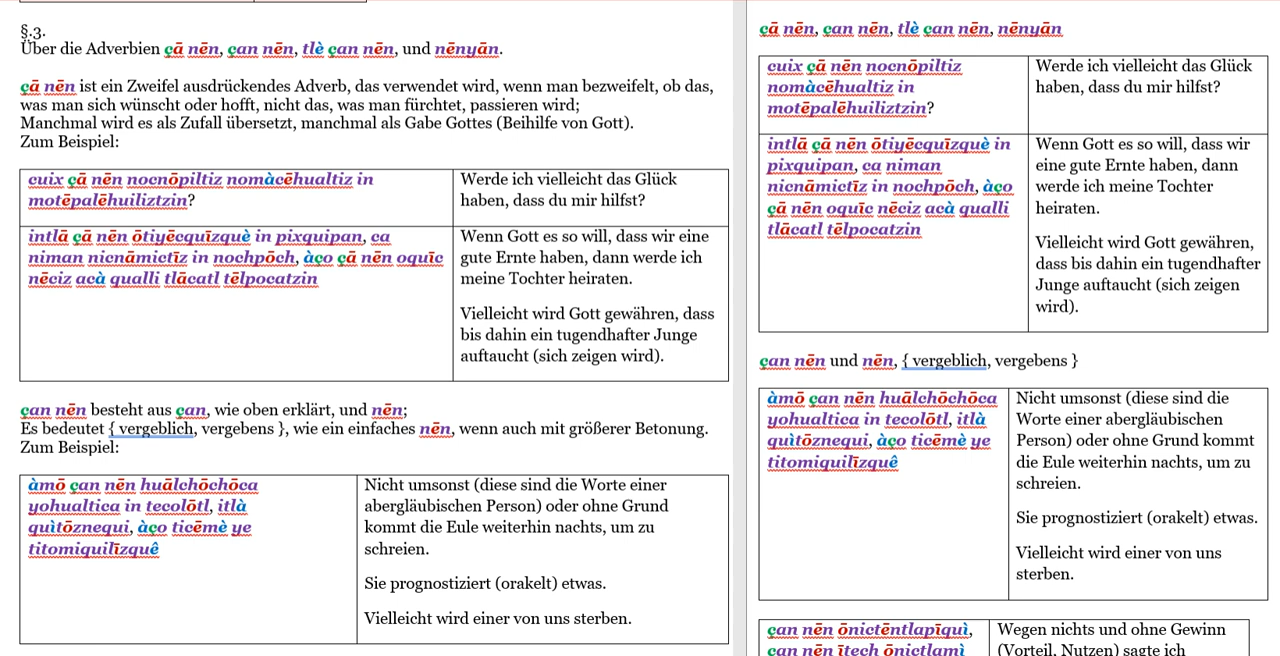 §.3.
Über die Adverbien çā nēn, çan nēn, tlè çan nēn, und nēnyān.
çā nēn ist ein Zweifel ausdrückendes Adverb, das verwendet wird, wenn man bezweifelt, ob das,
was man sich wünscht oder hofft, nicht das, was man fürchtet, passieren wird;
Manchmal wird es als Zufall übersetzt, manchmal als Gabe Gottes (Beihilfe von Gott).
Zum Beispiel:
cuix çā nēn nocnōpiltiz nomàcēhualtiz in
motēpalēhuiliztzin?
Werde ich vielleicht das Glück
haben, dass du mir hilfst?
intlā çā nēn ōtiyēcquīzquè in pixquipan, ca
niman nicnāmictīz in nochpōch, àço çā nēn oquīc
nēciz acà qualli tlācatl tēlpocatzin
Wenn Gott es so will, dass wir eine
gute Ernte haben, dann werde ich
meine Tochter heiraten.
Vielleicht wird Gott gewähren, dass
bis dahin ein tugendhafter Junge
auftaucht (sich zeigen wird).
çan nēn besteht aus çan, wie oben erklärt, und nēn;
Es bedeutet { vergeblich, vergebens }, wie ein einfaches nēn, wenn auch mit größerer Betonung.
Zum Beispiel:
àmō çan nēn huālchōchōca
yohualtica in tecolōtl, itlà
quìtōznequi, àço ticēmè ye
titomiquilīzquê
Nicht umsonst (diese sind die Worte einer
abergläubischen Person) oder ohne Grund
kommt die Eule weiterhin nachts, um zu
schreien.
Sie prognostiziert (orakelt) etwas.
Vielleicht wird einer von uns sterben.
çā nēn, çan nēn, tlè çan nēn, nēnyān
cuix çā nēn nocnōpiltiz
nomàcēhualtiz in
motēpalēhuiliztzin?
Werde ich vielleicht das Glück
haben, dass du mir hilfst?
intlā çā nēn ōtiyēcquīzquè in
pixquipan, ca niman
nicnāmictīz in nochpōch, àço
çā nēn oquīc nēciz acà qualli
tlācatl tēlpocatzin
Wenn Gott es so will, dass wir
eine gute Ernte haben, dann
werde ich meine Tochter
heiraten.
Vielleicht wird Gott gewähren,
dass bis dahin ein tugendhafter
Junge auftaucht (sich zeigen
wird).
çan nēn und nēn, { vergeblich, vergebens }
àmō çan nēn huālchōchōca
yohualtica in tecolōtl, itlà
quìtōznequi, àço ticēmè ye
titomiquilīzquê
Nicht umsonst (diese sind die
Worte einer abergläubischen
Person) oder ohne Grund kommt
die Eule weiterhin nachts, um zu
schreien.
Sie prognostiziert (orakelt) etwas.
Vielleicht wird einer von uns
sterben.
çan nēn ōnictēntlapīquì,
çan nēn ītech ōnictlamì
Wegen nichts und ohne Gewinn
(Vorteil, Nutzen) sagte ich